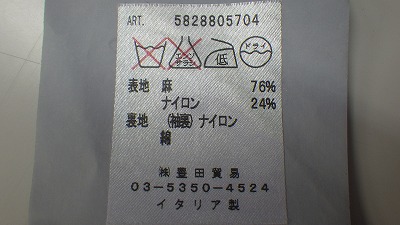 ART. 5828805704
エンソ
サラシ
低
ドライ
表地 麻 76%
ナイロン 24%
裏地 (袖裏)ナイロン
綿
㈱ 豊田貿易
03-5350-4524
イタリア製